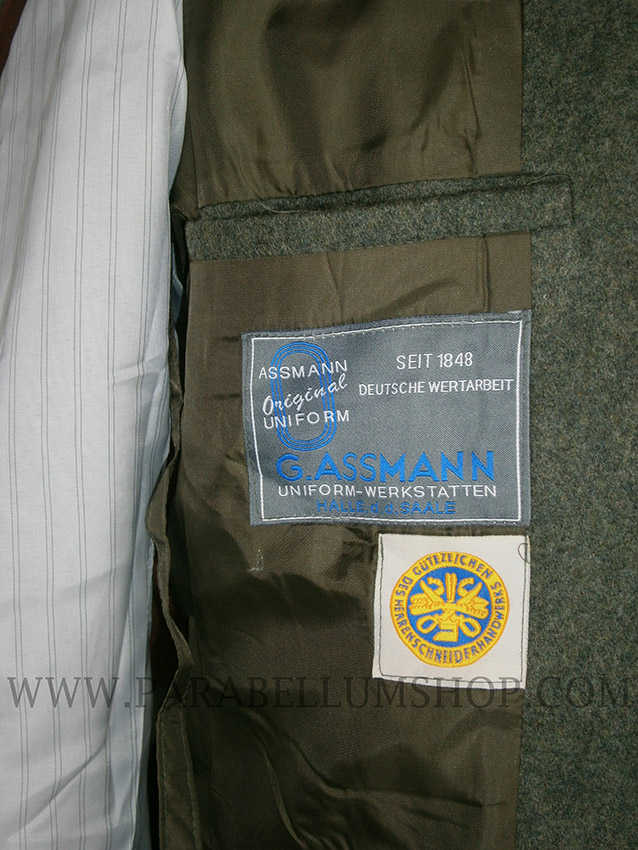 ASSMANN
Original
UNIFORM
SEIT 1848
DEUTSCHE WERTARBEIT
G.ASSMANN
UNIFORM-WERKSTATTEN
HALLE a.d. SAALE
GÜTEZEICHEN
DES HERRENSCHNEIDERHANDWERKS
WWW.PARABELLUMSHOP.COM